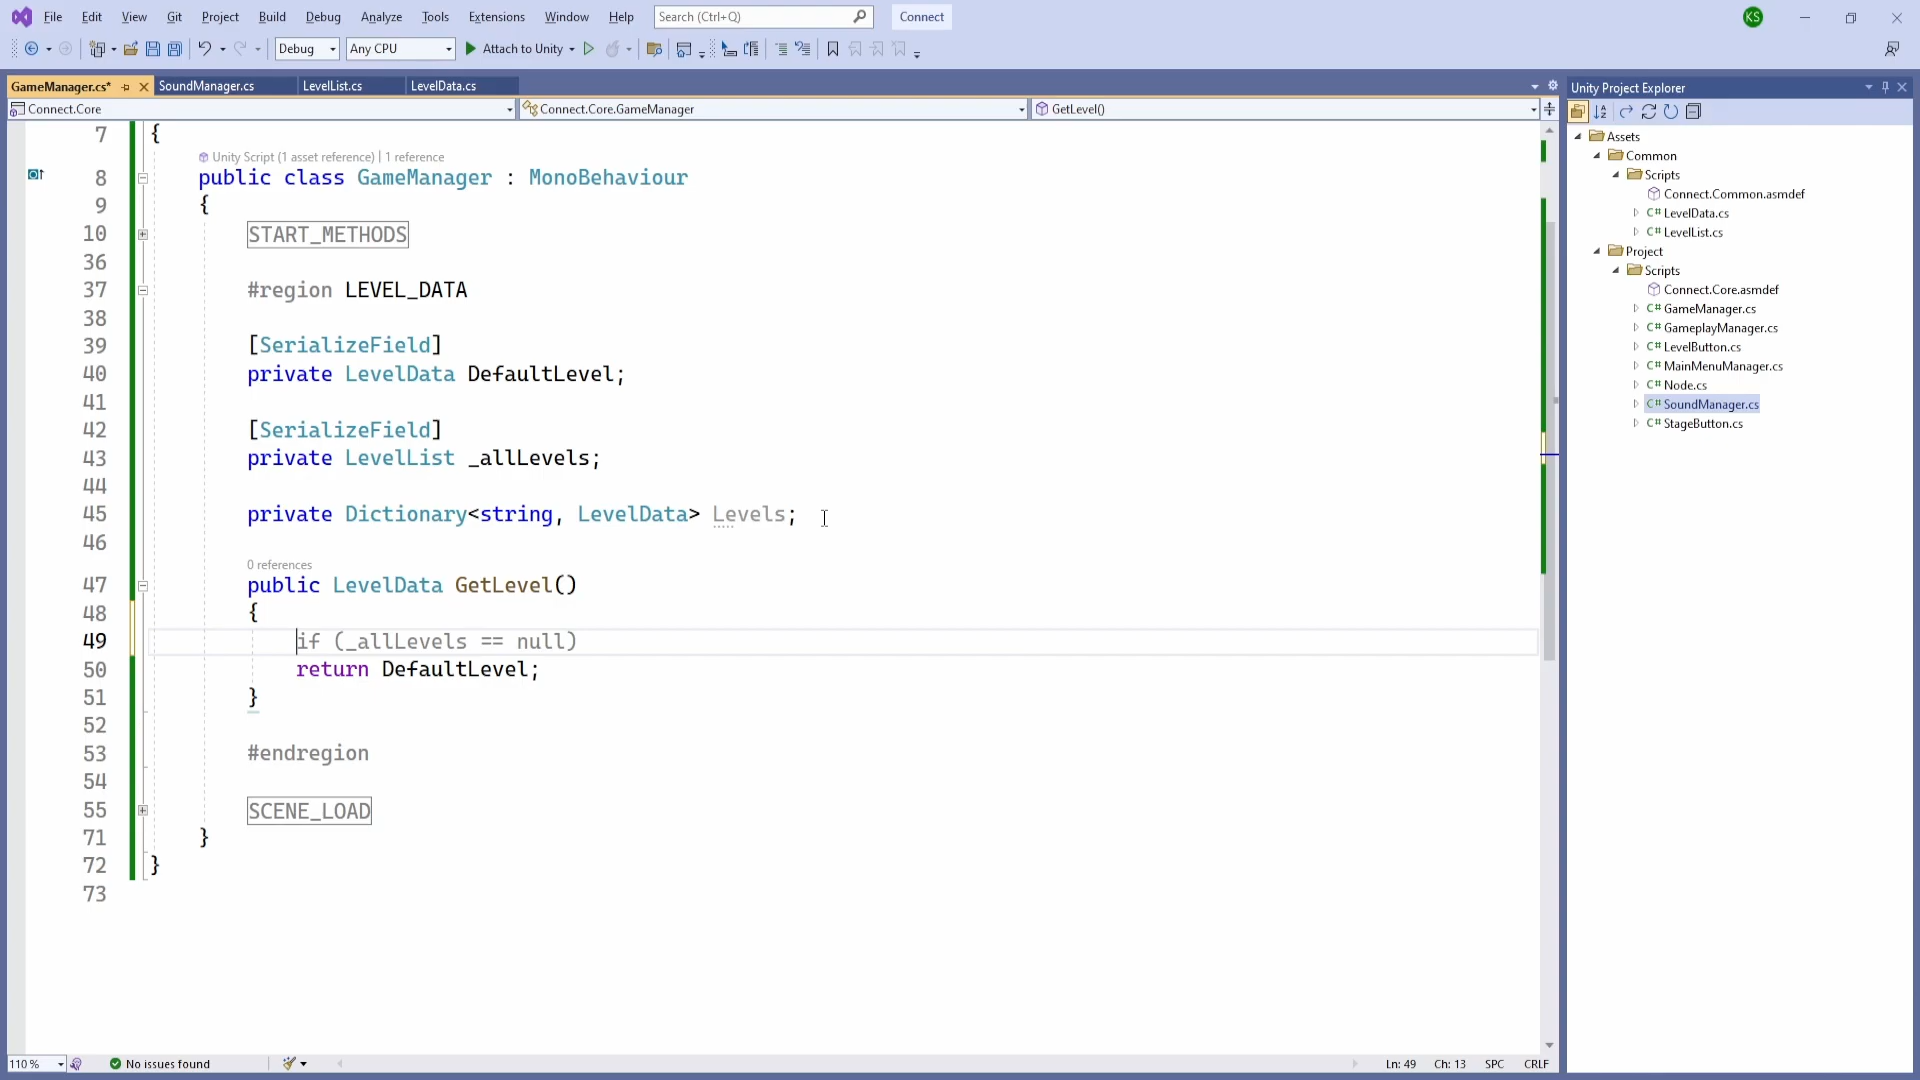 File Edit View Git Project Build Debug Analyze Tools Extensions Window Help Search (Ctrl+Q) Connect KS
Debug Any CPU Attach to Unity
GameManager.cs* SoundManager.cs LevelList.cs LevelData.cs
Connect.Core Connect.Core.GameManager GetLevel()
7 {
Unity Script (1 asset reference) | 1 reference
8 public class GameManager : MonoBehaviour
9 {
10 START_METHODS
36
37 #region LEVEL_DATA
38
39 [SerializeField]
40 private LevelData DefaultLevel;
41
42 [SerializeField]
43 private LevelList _allLevels;
44
45 private Dictionary<string, LevelData> Levels;
46
0 references
47 public LevelData GetLevel()
48 {
49 if (_allLevels == null)
50 return DefaultLevel;
51 }
52
53 #endregion
54
55 SCENE_LOAD
71 }
72 }
73
110 % No issues found Ln: 49 Ch: 13 SPC CRLF
Unity Project Explorer
Assets
Common
Scripts
Connect.Common.asmdef
C# LevelData.cs
C# LevelList.cs
Project
Scripts
Connect.Core.asmdef
C# GameManager.cs
C# GameplayManager.cs
C# LevelButton.cs
C# MainMenuManager.cs
C# Node.cs
C# SoundManager.cs
C# StageButton.cs